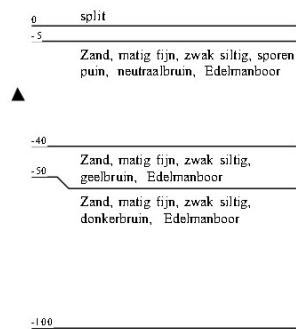 0 split
-5
Zand, matig fijn, zwak siltig, sporen
puin, neutraalbruin, Edelmanboor
-40
Zand, matig fijn, zwak siltig,
-50 geelbruin, Edelmanboor
Zand, matig fijn, zwak siltig,
donkerbruin, Edelmanboor
-100